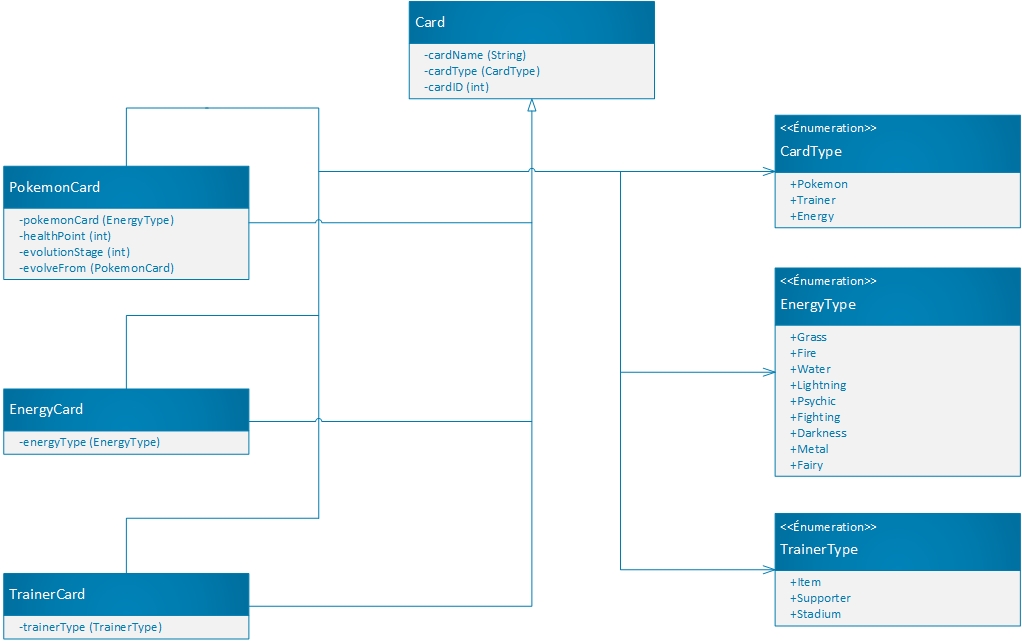 Card
-cardName (String)
-cardType (CardType)
-cardID (int)
PokemonCard
-pokemonCard (EnergyType)
-healthPoint (int)
-evolutionStage (int)
-evolveFrom (PokemonCard)
EnergyCard
-energyType (EnergyType)
TrainerCard
-trainerType (TrainerType)
<<Énumeration>>
CardType
+Pokemon
+Trainer
+Energy
<<Énumeration>>
EnergyType
+Grass
+Fire
+Water
+Lightning
+Psychic
+Fighting
+Darkness
+Metal
+Fairy
<<Énumeration>>
TrainerType
+Item
+Supporter
+Stadium